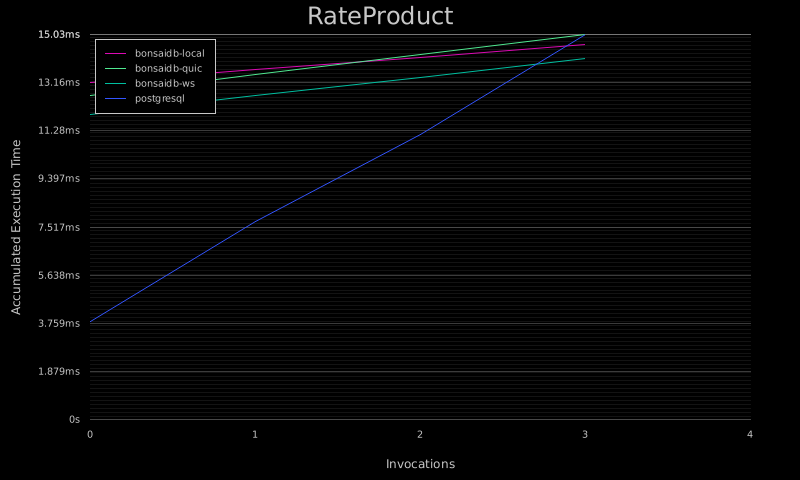 RateProduct
15.03ms
bonsaidb-local
bonsaidb-quic
bonsaidb-ws
postgresql
13.16ms
11.28ms
9.397ms
7.517ms
5.638ms
3.759ms
1.879ms
0s
Accumulated Execution Time
0 1 2 3 4
Invocations